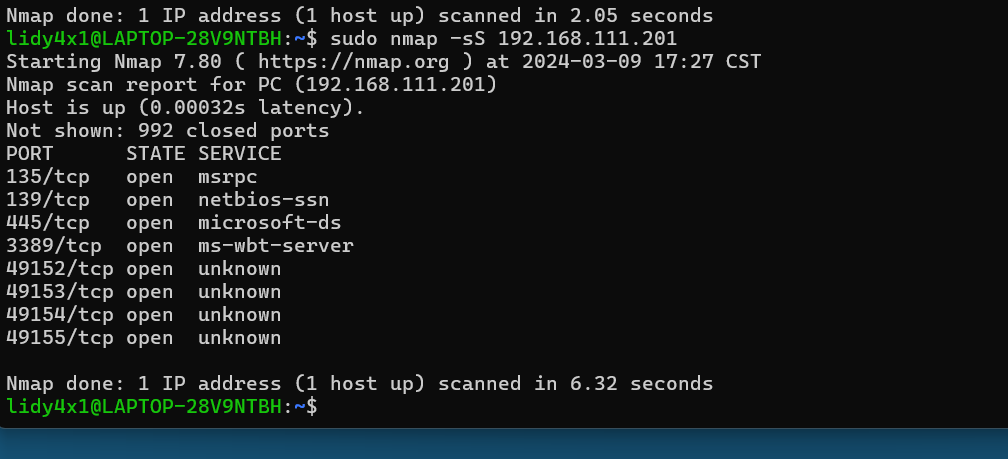 Nmap done: 1 IP address (1 host up) scanned in 2.05 seconds
lidy4x1@LAPTOP-28V9NTBH:~$ sudo nmap -sS 192.168.111.201
Starting Nmap 7.80 ( https://nmap.org ) at 2024-03-09 17:27 CST
Nmap scan report for PC (192.168.111.201)
Host is up (0.00032s latency).
Not shown: 992 closed ports
PORT      STATE SERVICE
135/tcp   open  msrpc
139/tcp   open  netbios-ssn
445/tcp   open  microsoft-ds
3389/tcp  open  ms-wbt-server
49152/tcp open  unknown
49153/tcp open  unknown
49154/tcp open  unknown
49155/tcp open  unknown
Nmap done: 1 IP address (1 host up) scanned in 6.32 seconds
lidy4x1@LAPTOP-28V9NTBH:~$